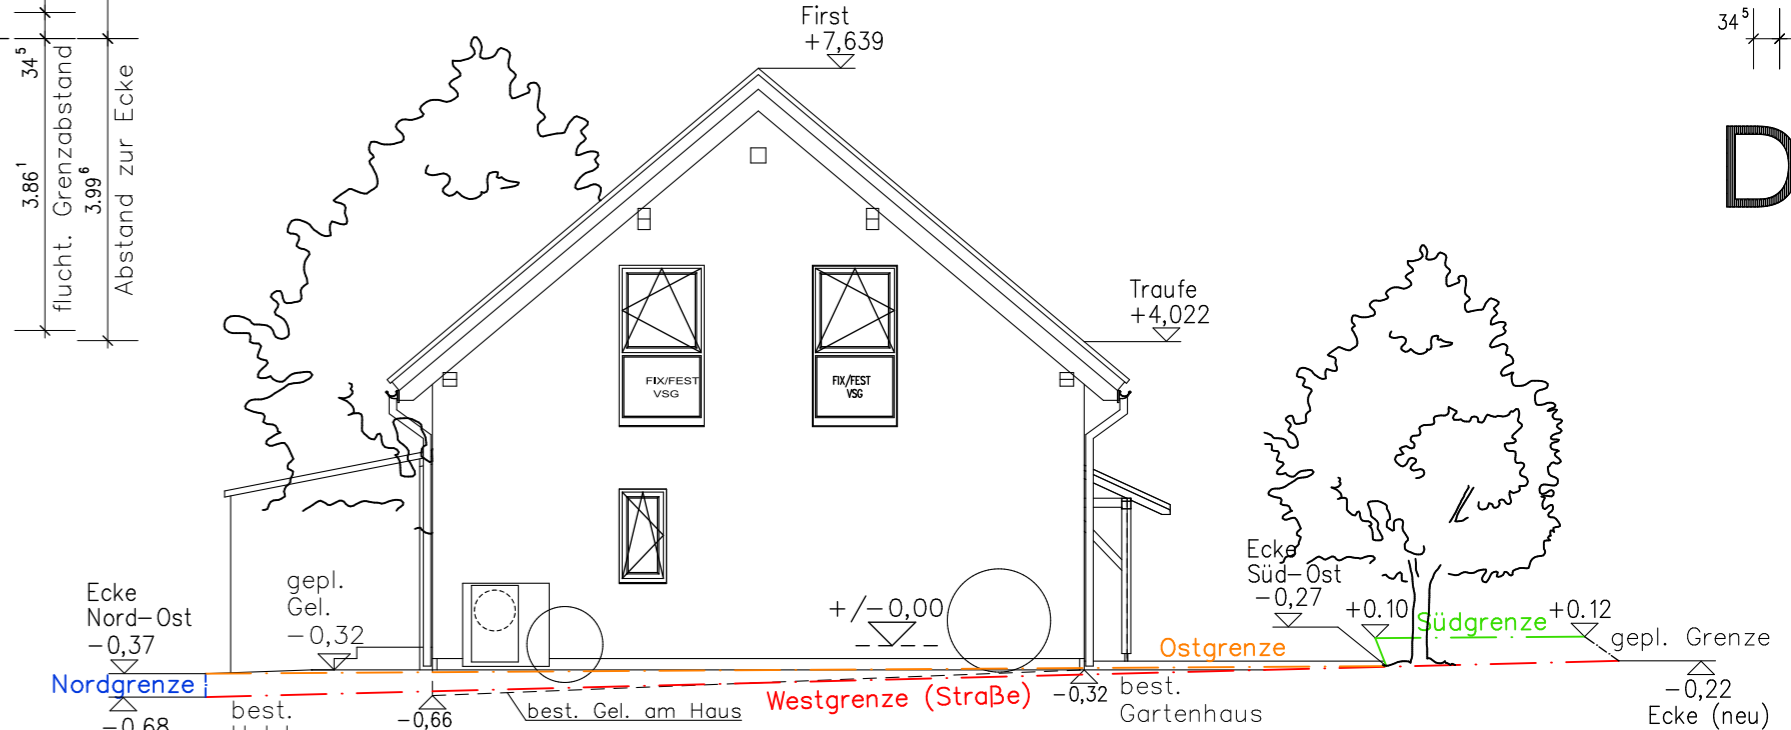 First
+7,639
34⁵
34⁵
3.86¹
flucht. Grenzabstand
3.99⁶
Abstand zur Ecke
D
Traufe
+4,022
FIX/FEST
VSG
FIX/FEST
VSG
Ecke
Nord-Ost
-0,37
gepl.
Gel.
-0,32
+/-0,00
Ecke
Süd-Ost
-0,27
+0.10
Südgrenze
+0.12
gepl. Grenze
Ostgrenze
Nordgrenze
-0,68
best.
-0,66
best. Gel. am Haus
Westgrenze (Straße)
-0,32
best.
Gartenhaus
-0,22
Ecke (neu)